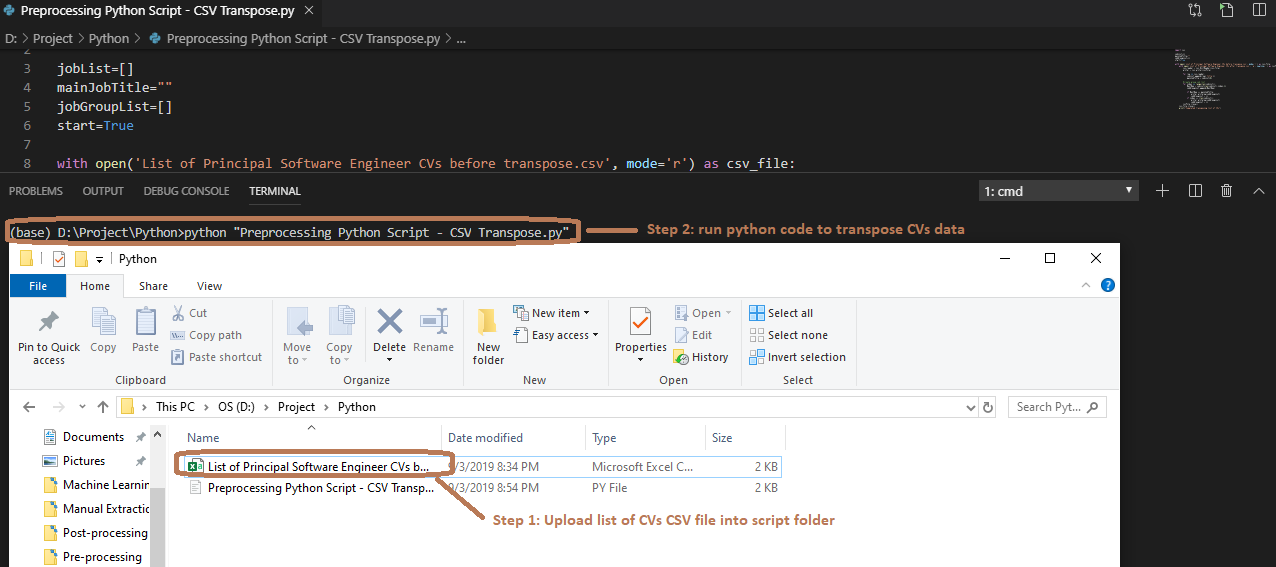 Preprocessing Python Script - CSV Transpose.py
D: > Project > Python > Preprocessing Python Script - CSV Transpose.py > ...
2
3 jobList=[]
4 mainJobTitle=""
5 jobGroupList=[]
6 start=True
7
8 with open('List of Principal Software Engineer CVs before transpose.csv', mode='r') as csv_file:
PROBLEMS OUTPUT DEBUG CONSOLE TERMINAL 1: cmd
(base) D:\Project\Python>python "Preprocessing Python Script - CSV Transpose.py" Step 2: run python code to transpose CVs data
Python
File Home Share View
Pin to Quick access
Copy
Paste
Cut
Copy path
Paste shortcut
Clipboard
Move to
Copy to
Delete
Rename
Organize
New folder
New item
Easy access
New
Properties
Open
Edit
History
Open
Select all
Select none
Invert selection
Select
This PC > OS (D:) > Project > Python Search Pyt...
Documents
Pictures
Machine Learnin
Manual Extractio
Post-processing
Pre-processing
Name Date modified Type Size
List of Principal Software Engineer CVs b... 9/3/2019 8:34 PM Microsoft Excel C... 2 KB
Preprocessing Python Script - CSV Transp... 9/3/2019 8:54 PM PY File 2 KB
Step 1: Upload list of CVs CSV file into script folder